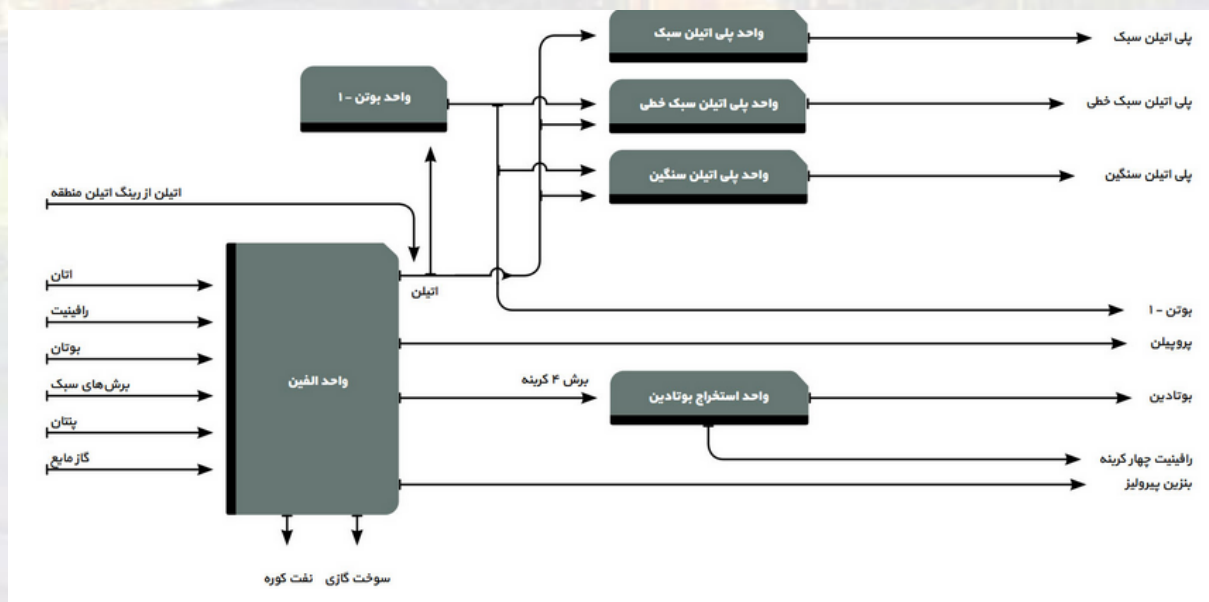 واحد پلی اتیلن سبک
پلی اتیلن سبک
واحد بوتن - ۱
واحد پلی اتیلن سبک خطی
پلی اتیلن سبک خطی
واحد پلی اتیلن سنگین
پلی اتیلن سنگین
اتیلن از رینگ اتیلن منطقه
اتان
رافینیت
بوتان
برش‌های سبک
پنتان
گاز مایع
واحد الفین
اتیلن
بوتن - ۱
پروپیلن
برش ۴ کربنه
واحد استخراج بوتادین
بوتادین
رافینیت چهار کربنه
بنزین پیرولیز
سوخت گازی
نفت کوره